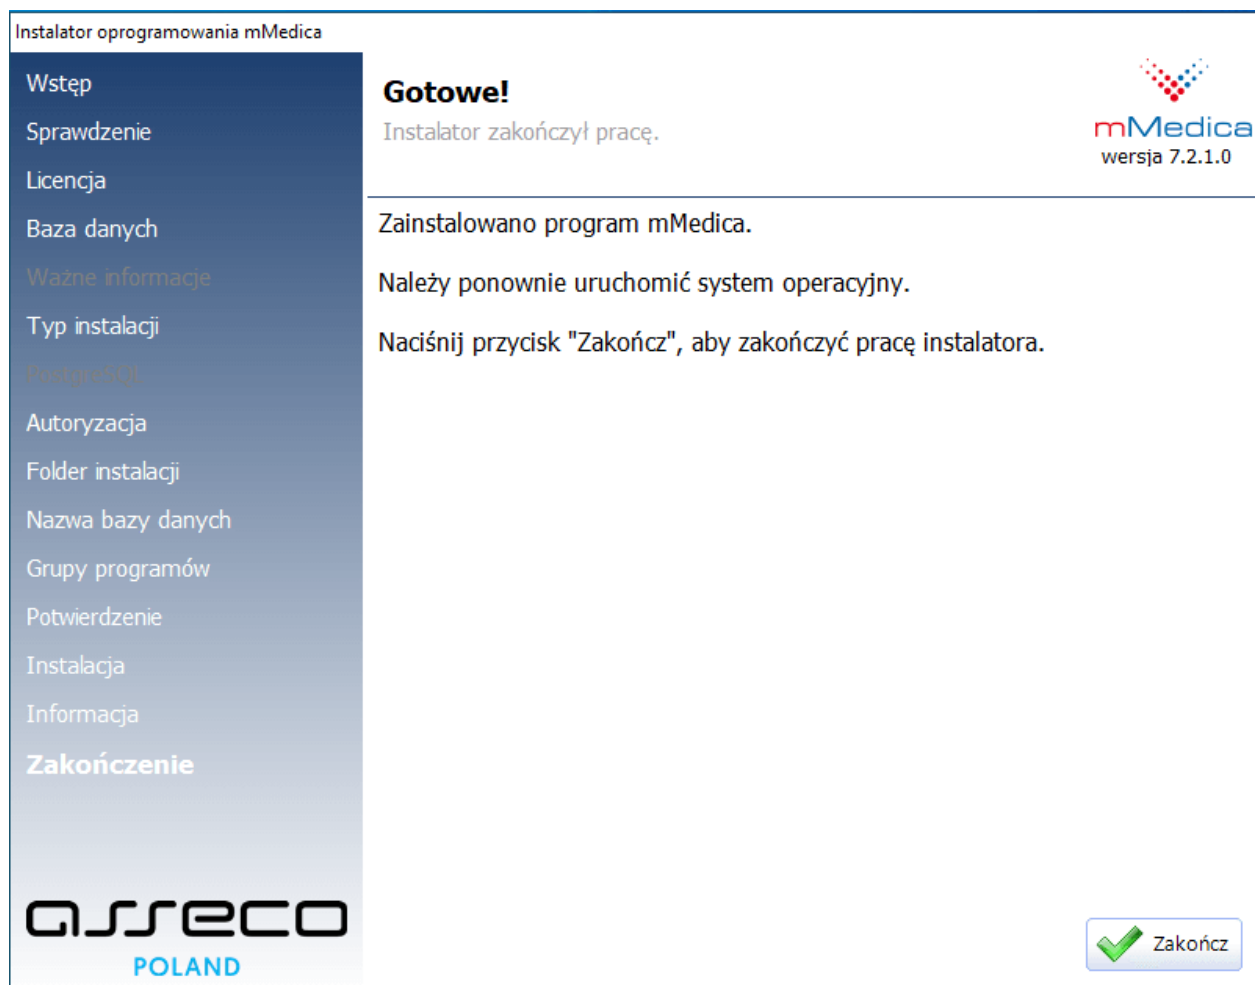 Instalator oprogramowania mMedica
Wstęp
Sprawdzenie
Licencja
Baza danych
Ważne informacje
Typ instalacji
PostgreSQL
Autoryzacja
Folder instalacji
Nazwa bazy danych
Grupy programów
Potwierdzenie
Instalacja
Informacja
Zakończenie
asseco
POLAND
Gotowe!
Instalator zakończył pracę.
mMedica
wersja 7.2.1.0
Zainstalowano program mMedica.
Należy ponownie uruchomić system operacyjny.
Naciśnij przycisk "Zakończ", aby zakończyć pracę instalatora.
Zakończ